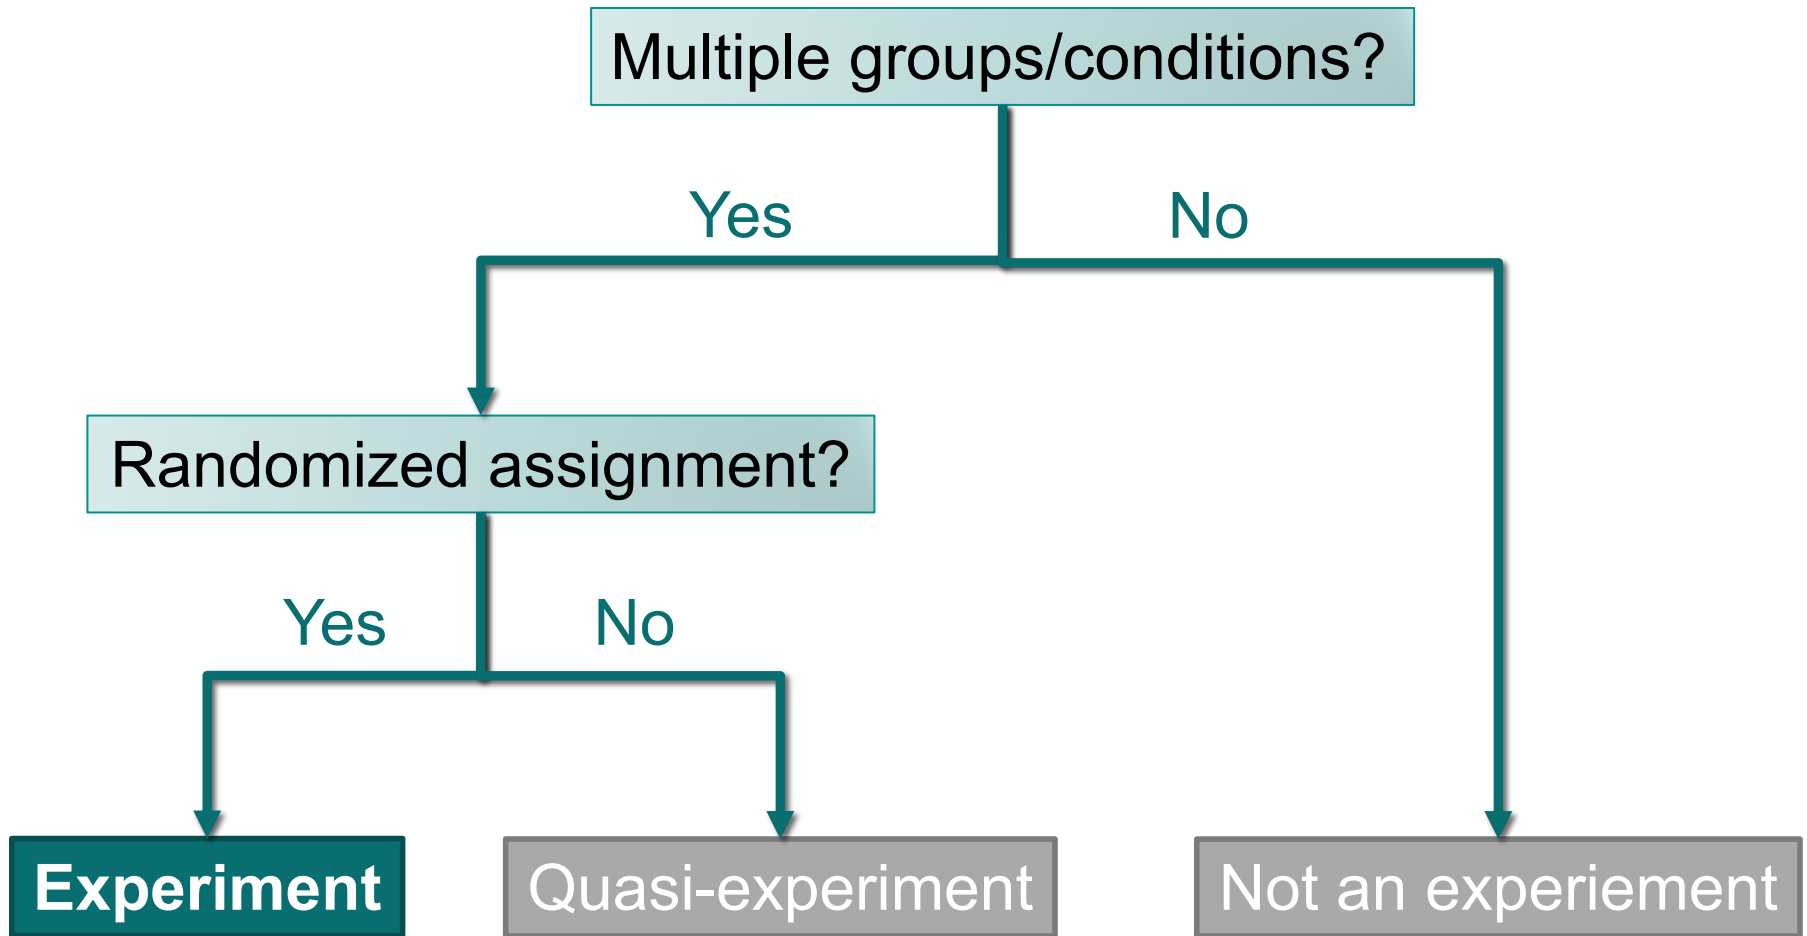 Multiple groups/conditions?
Yes
No
Randomized assignment?
Yes
No
Experiment
Quasi-experiment
Not an experiement